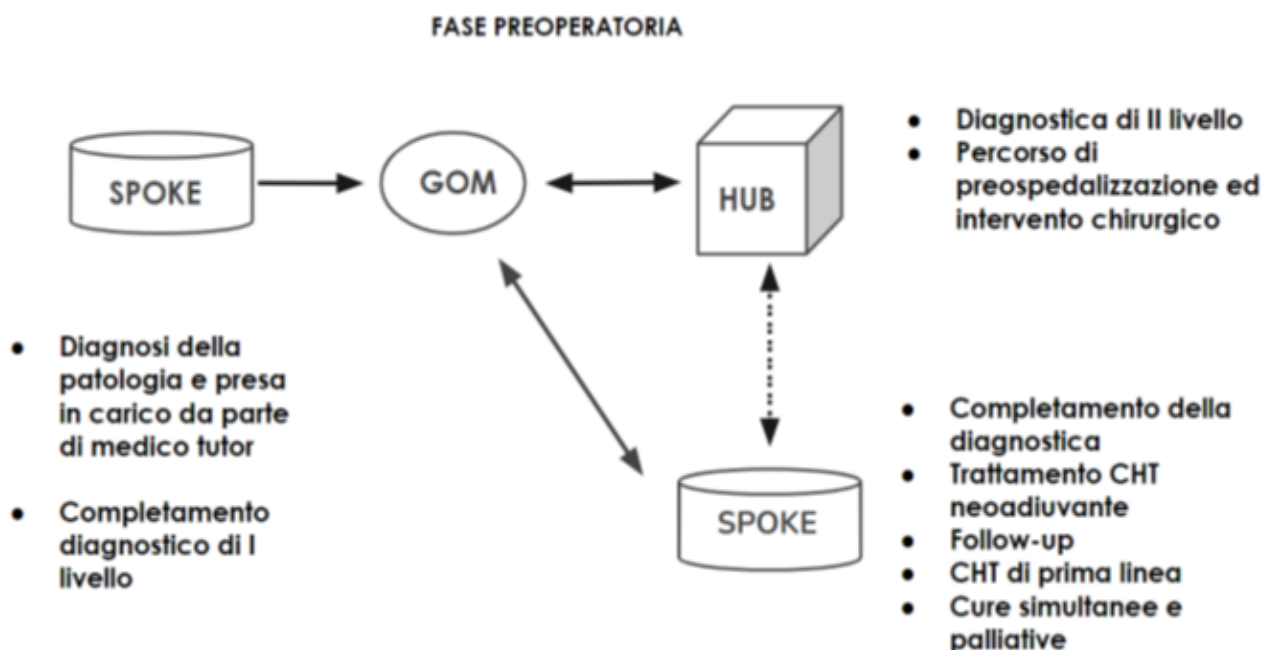 FASE PREOPERATORIA
SPOKE
GOM
HUB
● Diagnostica di II livello
● Percorso di
preospedalizzazione ed
intervento chirurgico
● Diagnosi della
patologia e presa
in carico da parte
di medico tutor
● Completamento
diagnostico di I
livello
SPOKE
● Completamento della
diagnostica
● Trattamento CHT
neoadiuvante
● Follow-up
● CHT di prima linea
● Cure simultanee e
palliative